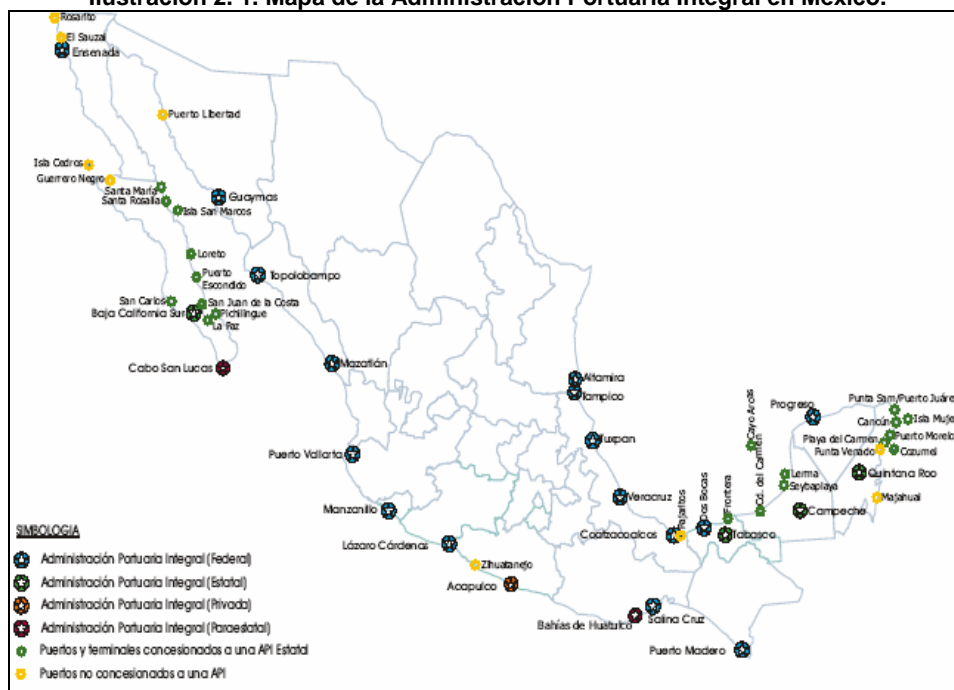 Ilustración 2. 1. Mapa de la Administración Portuaria Integral en México.
Rosarito
El Sauzal
Ensenada
Puerto Libertad
Isla Cedros
Guerrero Negro
Santa María
Santa Rosalia
Isla San Marcos
Guaymas
Loreto
Puerto
Escondido
Topolobampo
San Carlos
San Juan de la Costa
Baja California Sur
Pichilingue
La Paz
Cabo San Lucas
Mazatlán
Altamira
Tampico
Puerto Vallarta
Tuxpan
Manzanillo
Veracruz
Lázaro Cárdenas
Coatzacoalcos
Pajaritos
Dos Bocas
Frontera
Cd. del Carmen
Cayo Arcas
Progreso
Punta Sam/Puerto Juáre
Cancún
Isla Muje
Playa del Carmen
Puerto Morelo
Punta Venado
Cozumel
Lerma
Seybaplaya
Quintana Roo
Campeche
Majahual
Tabasco
Zihuatanejo
Acapulco
Bahías de Huatulco
Salina Cruz
Puerto Madero
SIMBOLOGIA
Administración Portuaria Integral (Federal)
Administración Portuaria Integral (Estatal)
Administración Portuaria Integral (Privada)
Administración Portuaria Integral (Paraestatal)
Puertos y terminales concesionados a una API Estatal
Puertos no concesionados a una API